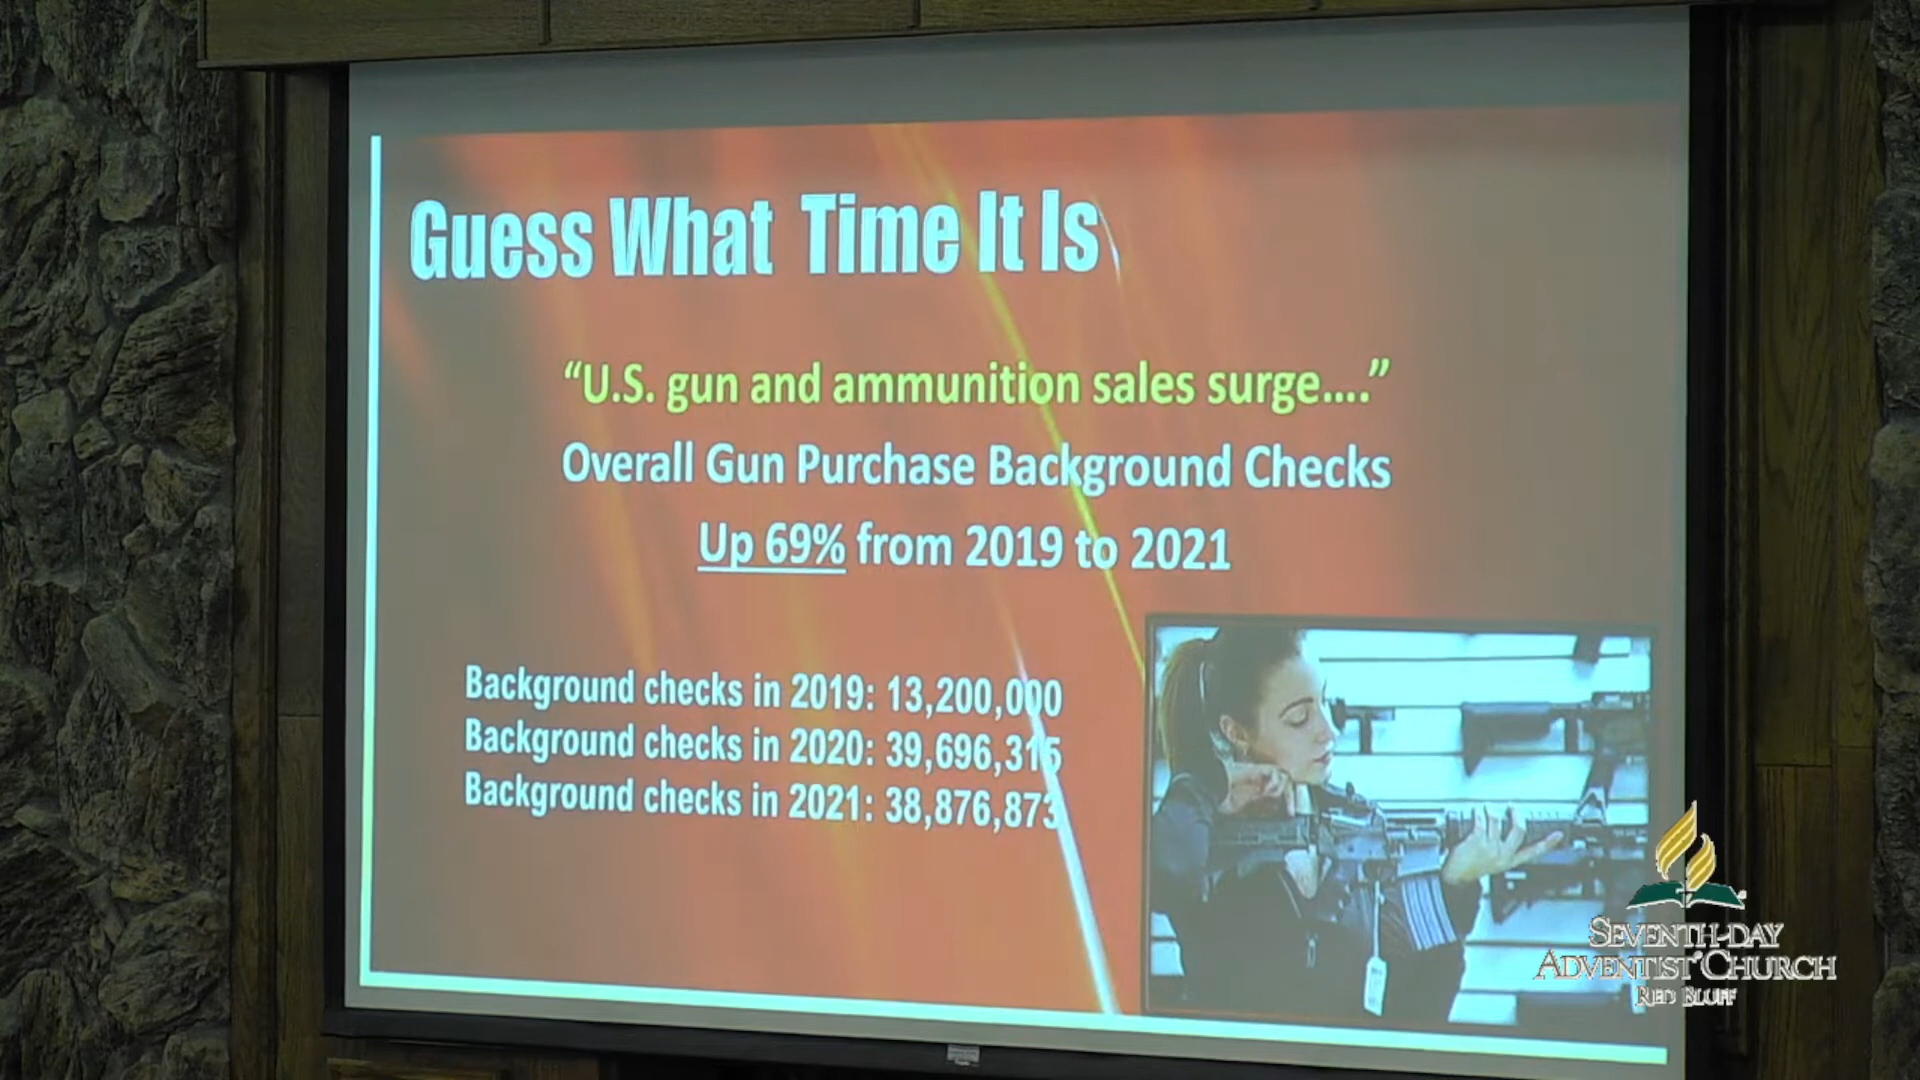 Guess What Time It Is
“U.S. gun and ammunition sales surge....”
Overall Gun Purchase Background Checks
Up 69% from 2019 to 2021
Background checks in 2019: 13,200,000
Background checks in 2020: 39,696,315
Background checks in 2021: 38,876,873
SEVENTH-DAY
ADVENTIST CHURCH
RED BLUFF